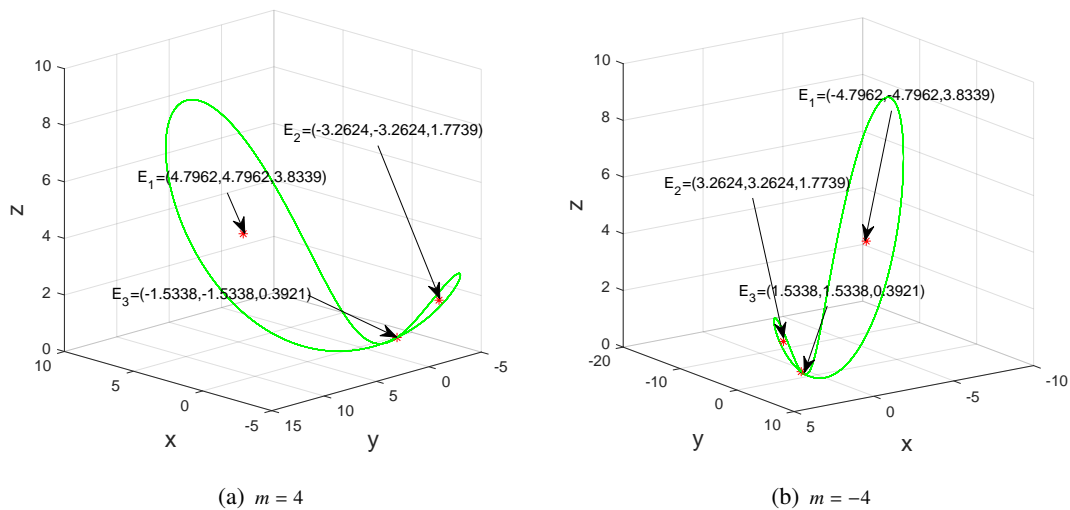 10
8
6
4
2
0
z
10
5
0
-5
x
15
10
5
0
-5
y
E1=(4.7962,4.7962,3.8339)
E2=(-3.2624,-3.2624,1.7739)
E3=(-1.5338,-1.5338,0.3921)
(a) m = 4
10
8
6
4
2
0
z
-20
-10
0
10
y
5
0
-5
-10
x
E1=(-4.7962,-4.7962,3.8339)
E2=(3.2624,3.2624,1.7739)
E3=(1.5338,1.5338,0.3921)
(b) m = −4